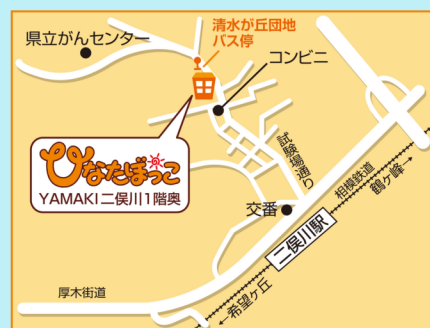 清水が丘団地
バス停
県立がんセンター
コンビニ
ひなたぼっこ
YAMAKI二俣川1階奥
試験場通り
相模鉄道
鶴ヶ峰
交番
二俣川駅
厚木街道
希望ヶ丘